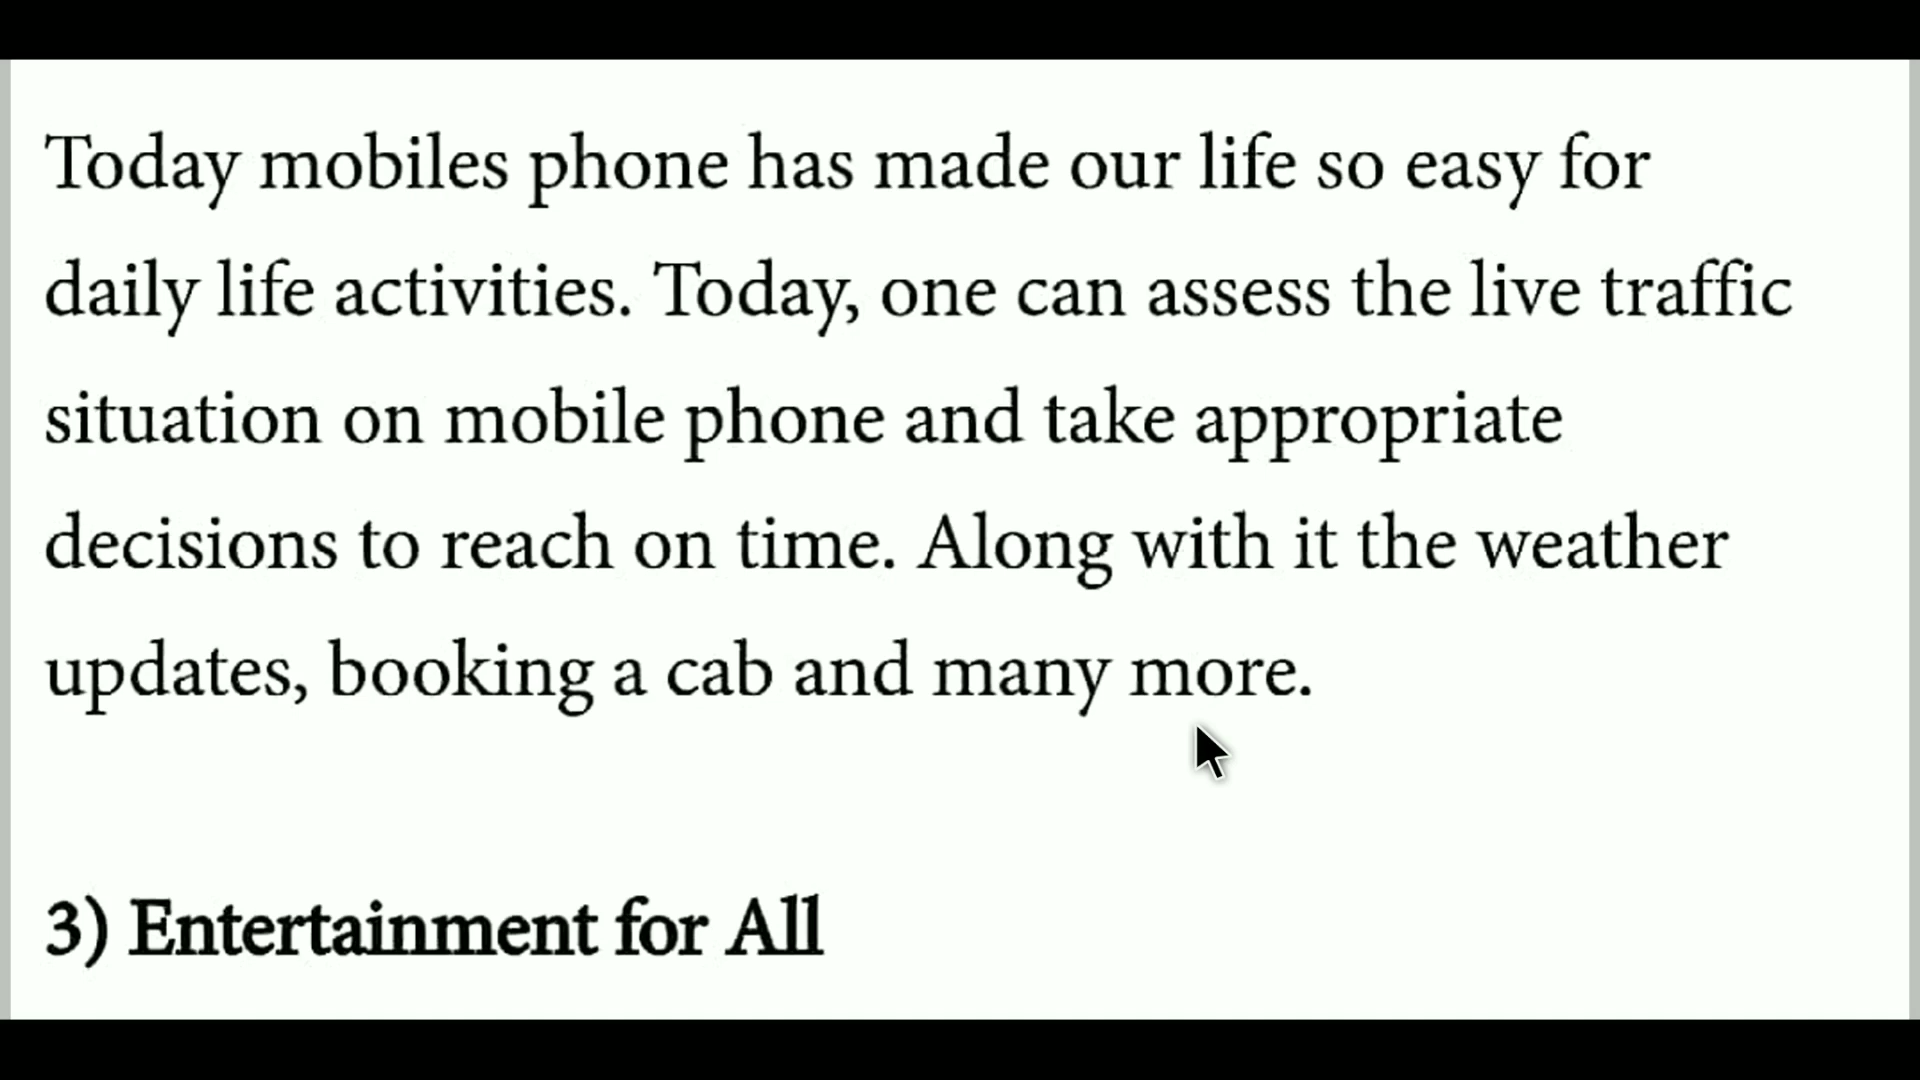 Today mobiles phone has made our life so easy for
daily life activities. Today, one can assess the live traffic
situation on mobile phone and take appropriate
decisions to reach on time. Along with it the weather
updates, booking a cab and many more.
3) Entertainment for All